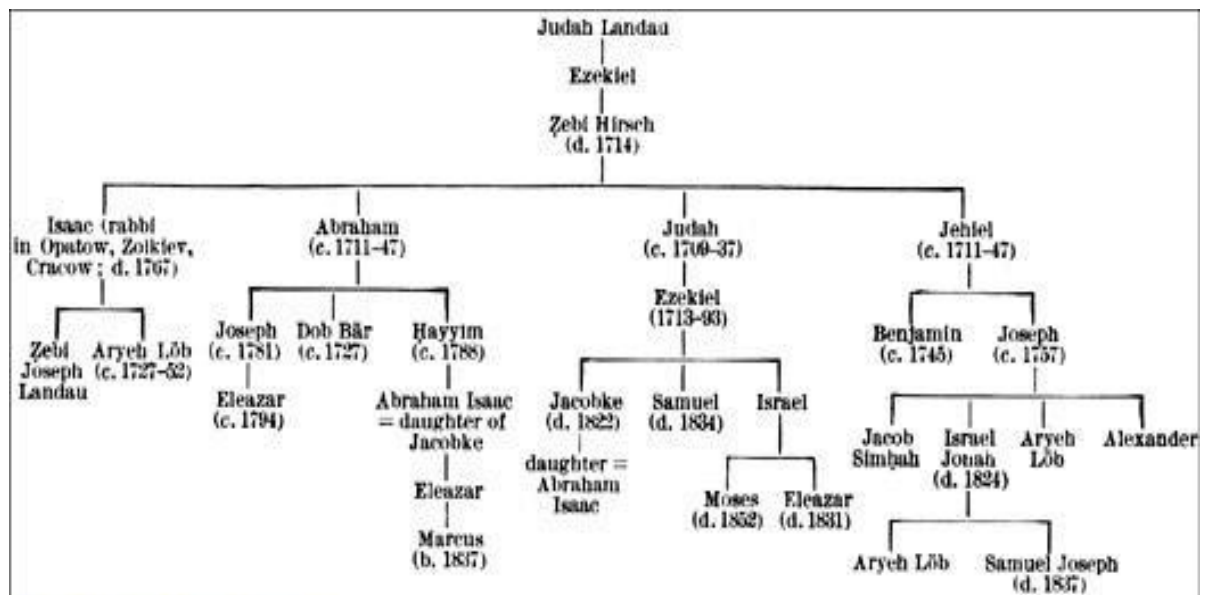 Judah Landau
Ezekiel
Ẓebi Hirsch
(d. 1714)
Isaac (rabbi
in Opatow, Zolkiev,
Cracow; d. 1767)
Abraham
(c. 1711–47)
Judah
(c. 1709–37)
Jehiel
(c. 1711–47)
Ẓebi
Joseph
Landau
Aryeh Löb
(c. 1727–52)
Joseph
(c. 1781)
Dob Bär
(c. 1727)
Ḥayyim
(c. 1788)
Ezekiel
(1713–93)
Benjamin
(c. 1745)
Joseph
(c. 1757)
Eleazar
(c. 1794)
Abraham Isaac
= daughter of
Jacobke
Jacobke
(d. 1822)
Samuel
(d. 1834)
Israel
Jacob
Simḥah
Israel
Jonah
(d. 1824)
Aryeh
Löb
Alexander
Eleazar
daughter =
Abraham
Isaac
Moses
(d. 1852)
Eleazar
(d. 1831)
Marcus
(b. 1837)
Aryeh Löb
Samuel Joseph
(d. 1837)